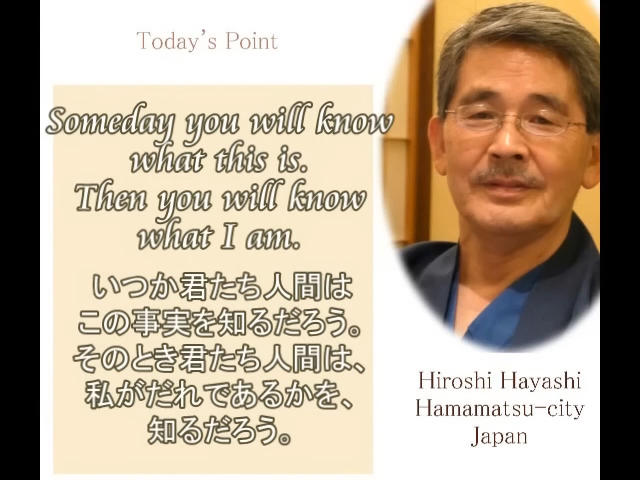 Today's Point
Someday you will know
what this is.
Then you will know
what I am.
いつか君たち人間は
この事実を知るだろう。
そのとき君たち人間は、
私がだれであるかを、
知るだろう。
Hiroshi Hayashi
Hamamatsu-city
Japan